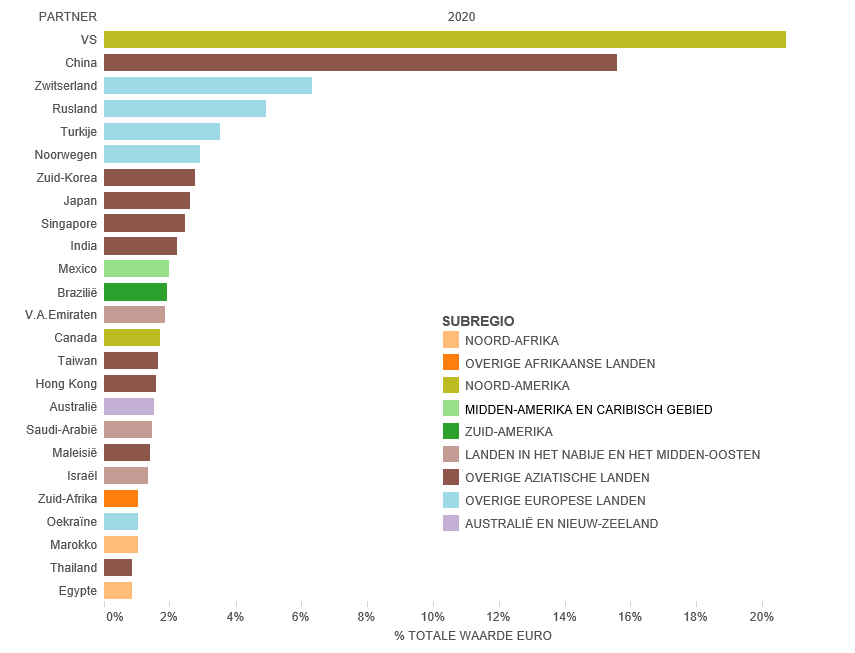 PARTNER 2020
VS
China
Zwitserland
Rusland
Turkije
Noorwegen
Zuid-Korea
Japan
Singapore
India
Mexico
Brazilië
V.A.Emiraten
Canada
Taiwan
Hong Kong
Australië
Saudi-Arabië
Maleisië
Israël
Zuid-Afrika
Oekraïne
Marokko
Thailand
Egypte
SUBREGIO
NOORD-AFRIKA
OVERIGE AFRIKAANSE LANDEN
NOORD-AMERIKA
MIDDEN-AMERIKA EN CARIBISCH GEBIED
ZUID-AMERIKA
LANDEN IN HET NABIJE EN HET MIDDEN-OOSTEN
OVERIGE AZIATISCHE LANDEN
OVERIGE EUROPESE LANDEN
AUSTRALIË EN NIEUW-ZEELAND
0% 2% 4% 6% 8% 10% 12% 14% 16% 18% 20%
% TOTALE WAARDE EURO